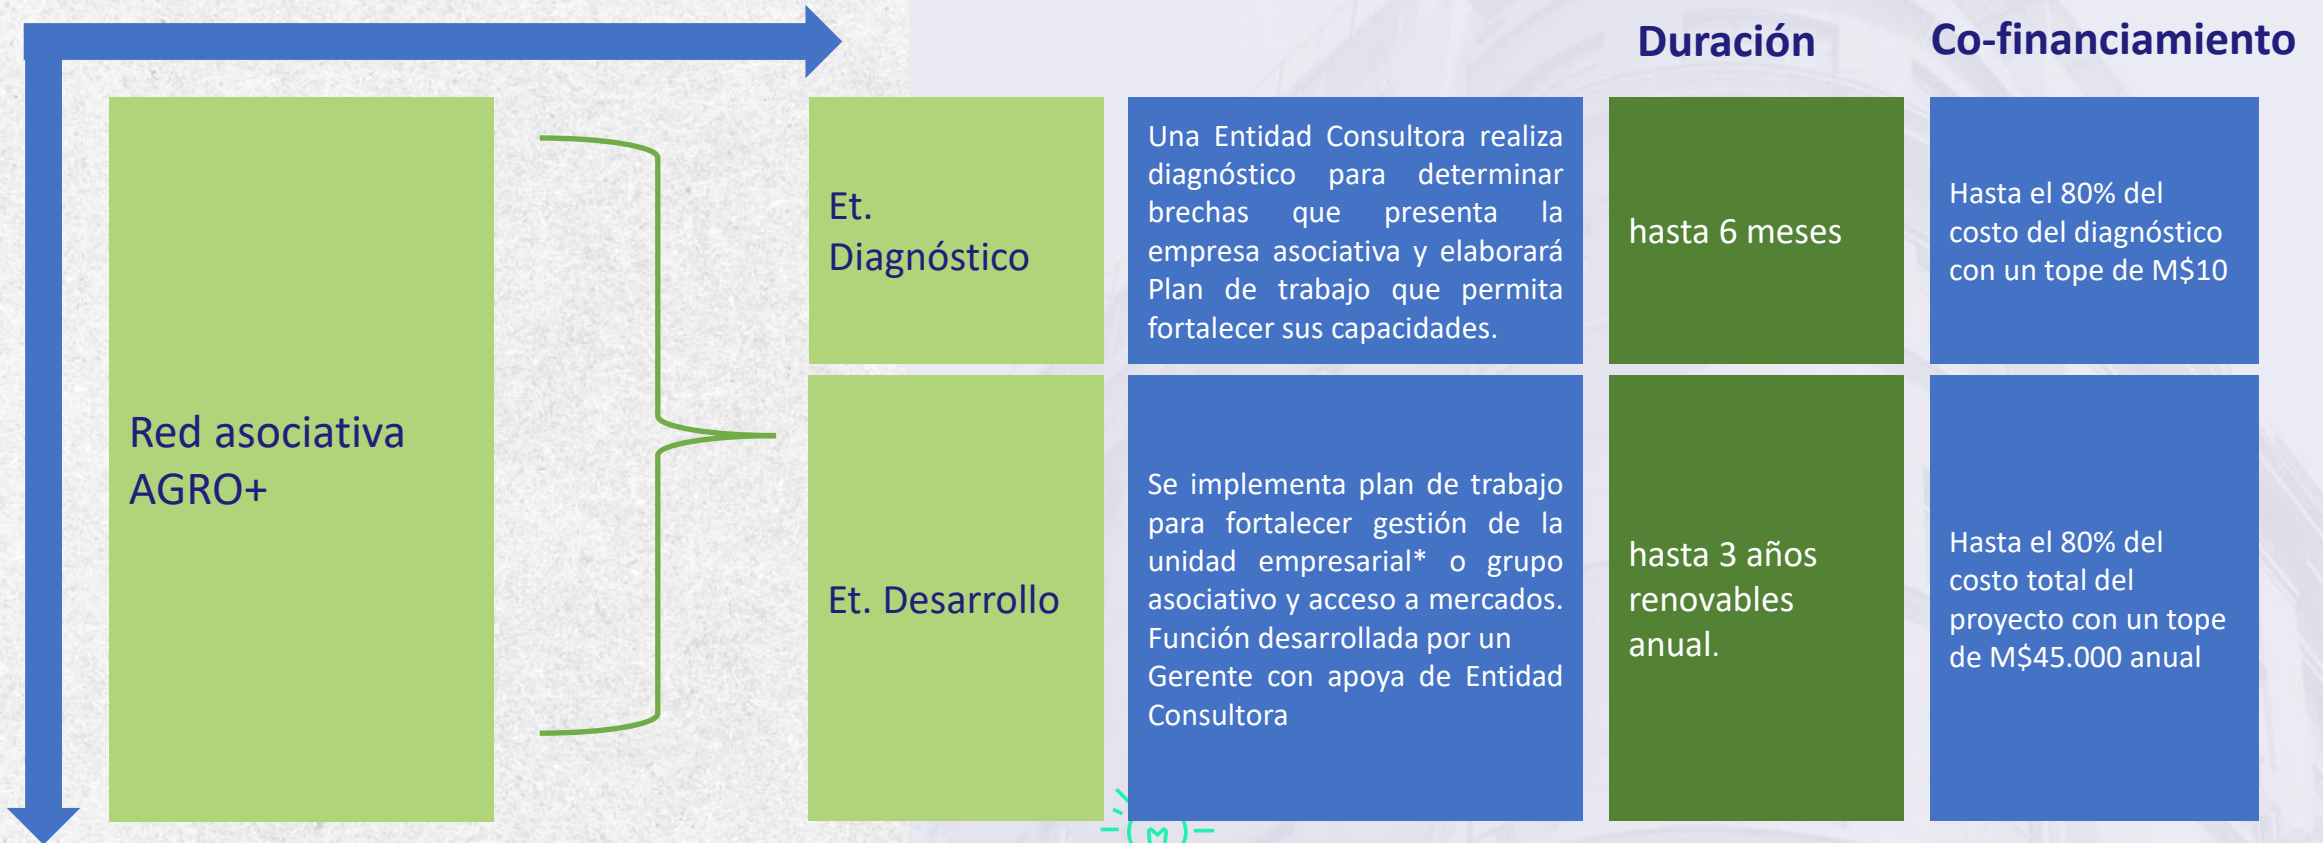 Duración
Co-financiamiento
Red asociativa
AGRO+
Et.
Diagnóstico
Una Entidad Consultora realiza
diagnóstico para determinar
brechas que presenta la
empresa asociativa y elaborará
Plan de trabajo que permita
fortalecer sus capacidades.
hasta 6 meses
Hasta el 80% del
costo del diagnóstico
con un tope de M$10
Et. Desarrollo
Se implementa plan de trabajo
para fortalecer gestión de la
unidad empresarial* o grupo
asociativo y acceso a mercados.
Función desarrollada por un
Gerente con apoya de Entidad
Consultora
hasta 3 años
renovables
anual.
Hasta el 80% del
costo total del
proyecto con un tope
de M$45.000 anual